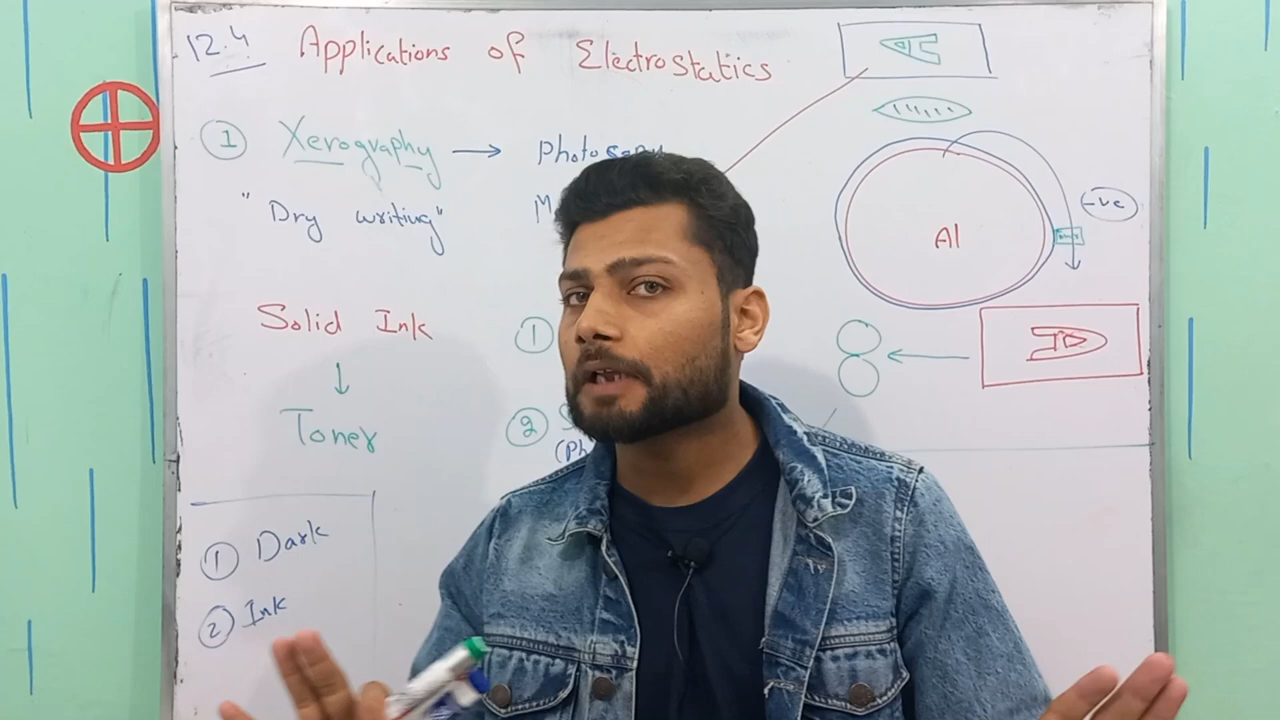 12.4 Applications of Electrostatics
① Xerography → Photocopy
"Dry writing" M
Solid Ink
↓
Toner
① Dark
② Ink
①
② S
(Ph
Al
-ve